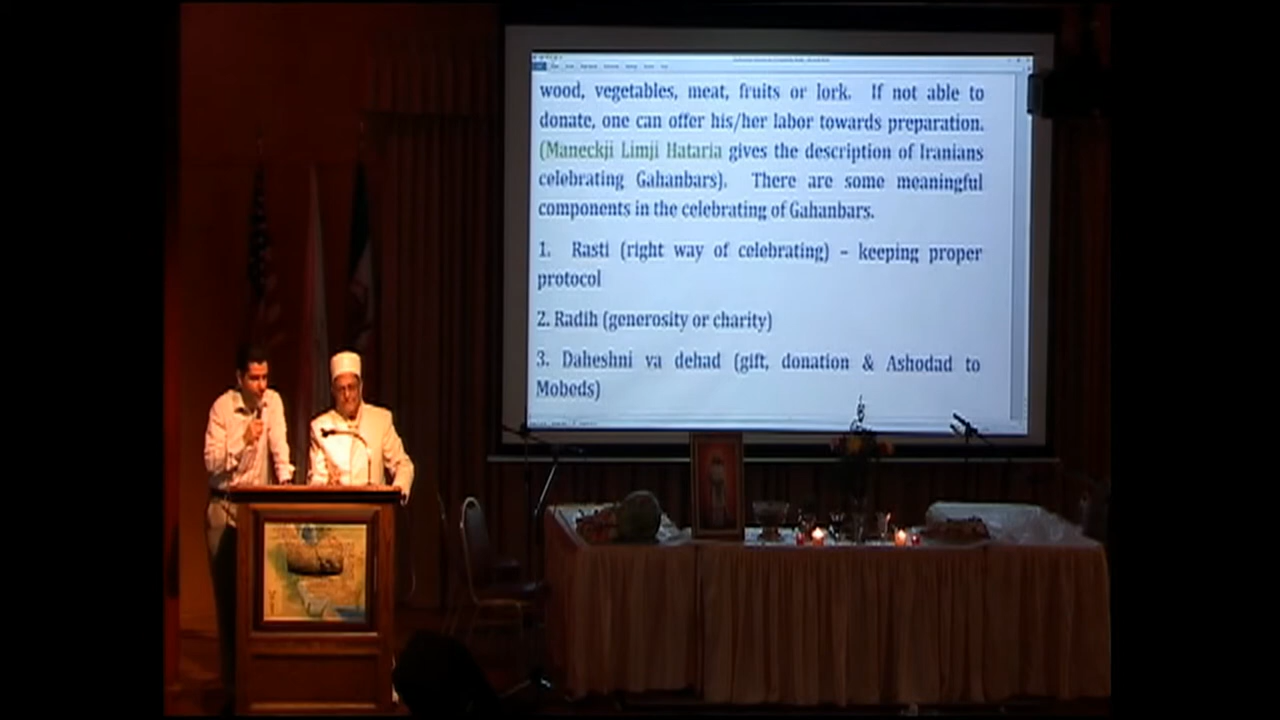 wood, vegetables, meat, fruits or lork. If not able to
donate, one can offer his/her labor towards preparation.
(Maneckji Limji Hataria gives the description of Iranians
celebrating Gahanbars). There are some meaningful
components in the celebrating of Gahanbars.
1. Rasti (right way of celebrating) – keeping proper
protocol
2. Radih (generosity or charity)
3. Daheshni va dehad (gift, donation & Ashodad to
Mobeds)